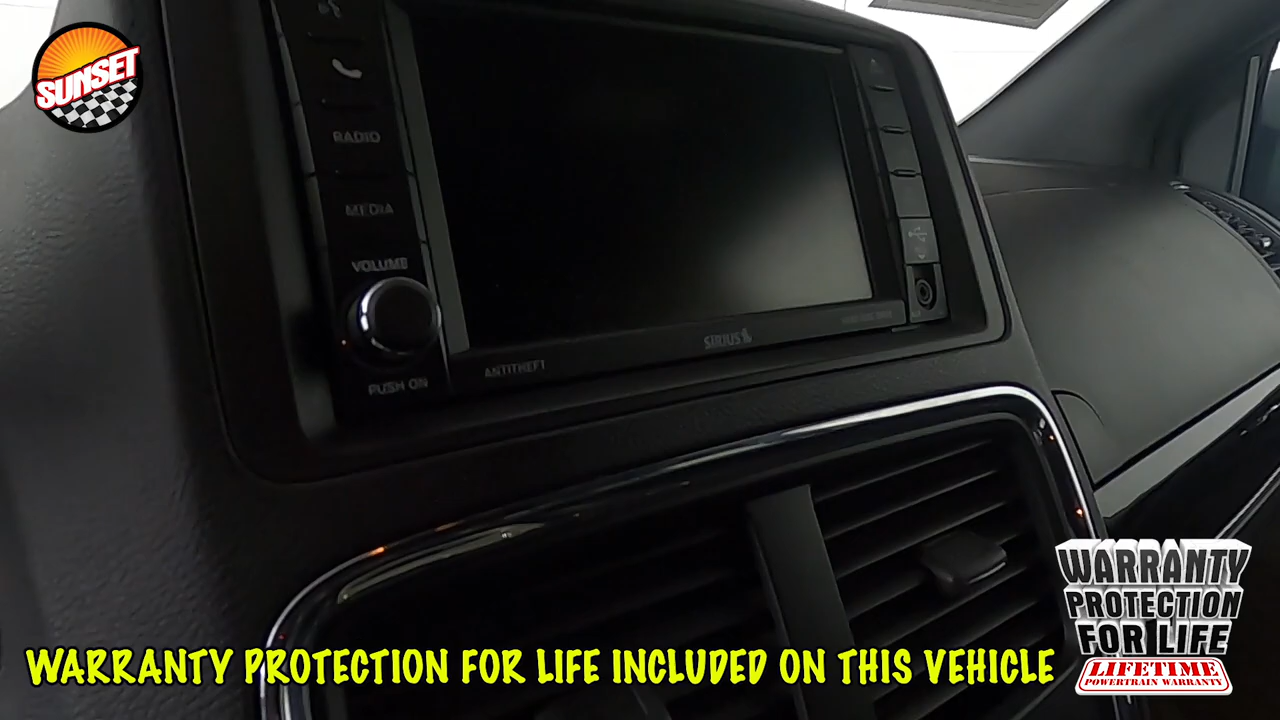 SUNSET
RADIO
MEDIA
VOLUME
PUSH ON
ANTITHEFT
SIRIUS
WARRANTY
PROTECTION
FOR LIFE
LIFETIME
POWERTRAIN WARRANTY
WARRANTY PROTECTION FOR LIFE INCLUDED ON THIS VEHICLE